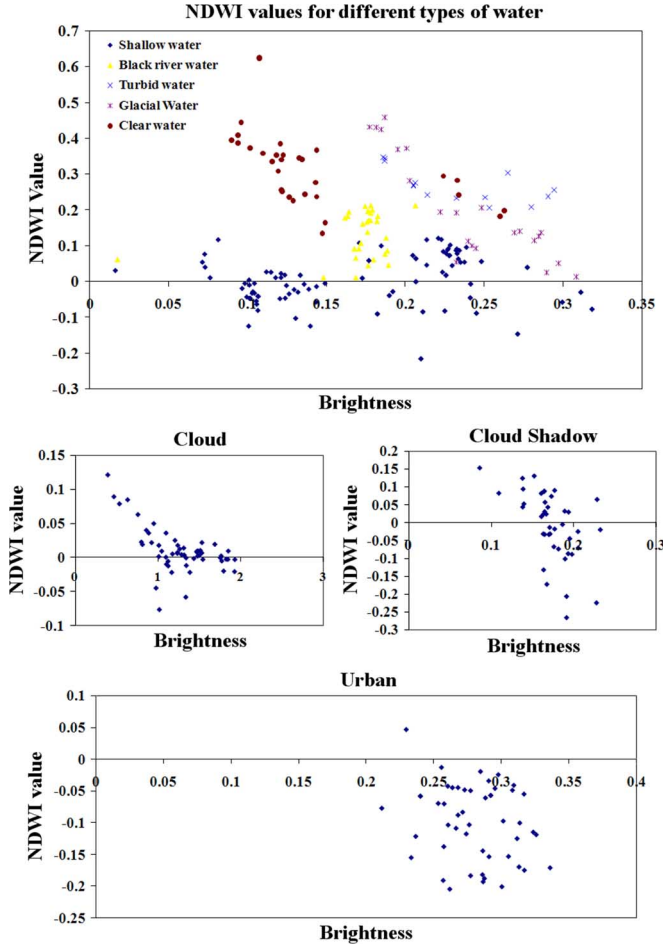 NDWI values for different types of water
0.7
0.6
0.5
0.4
0.3
0.2
0.1
0
-0.1
-0.2
-0.3
Shallow water
Black river water
Turbid water
Glacial Water
Clear water
NDWI Value
0 0.05 0.1 0.15 0.2 0.25 0.3 0.35
Brightness
Cloud
0.15
0.1
0.05
0
-0.05
-0.1
NDWI value
1 2 3
Brightness
Cloud Shadow
0.2
0.15
0.1
0.05
0
-0.05
-0.1
-0.15
-0.2
-0.25
-0.3
NDWI value
0 0.1 0.2 0.3
Brightness
Urban
0.1
0.05
0
-0.05
-0.1
-0.15
-0.2
-0.25
NDWI value
0 0.05 0.1 0.15 0.2 0.25 0.3 0.35 0.4
Brightness